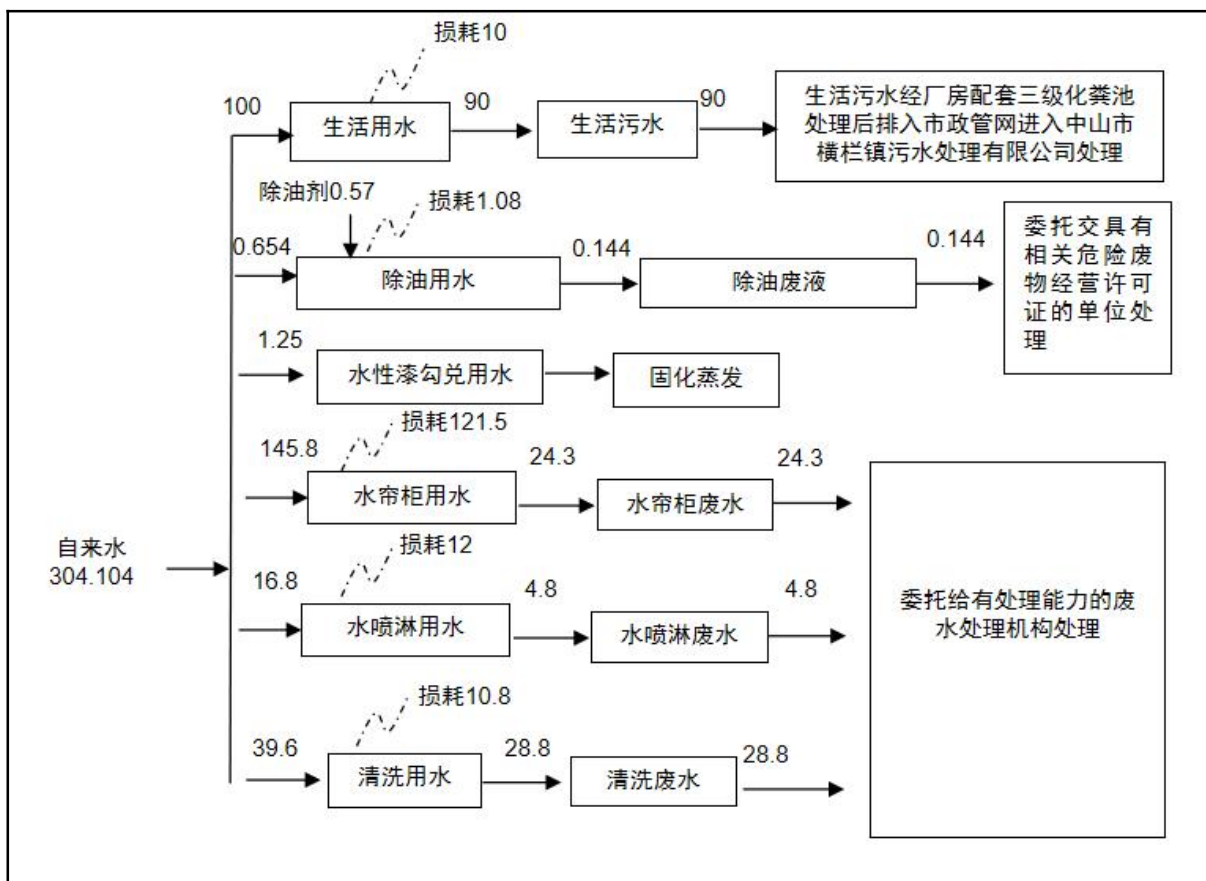 损耗10
100
生活用水
90
生活污水
90
生活污水经厂房配套三级化粪池
处理后排入市政管网进入中山市
横栏镇污水处理有限公司处理
除油剂0.57
损耗1.08
0.654
除油用水
0.144
除油废液
0.144
委托交具有
相关危险废
物经营许可
证的单位处
理
1.25
水性漆勾兑用水
固化蒸发
损耗121.5
145.8
水帘柜用水
24.3
水帘柜废水
24.3
自来水
304.104
损耗12
16.8
水喷淋用水
4.8
水喷淋废水
4.8
委托给有处理能力的废
水处理机构处理
损耗10.8
39.6
清洗用水
28.8
清洗废水
28.8